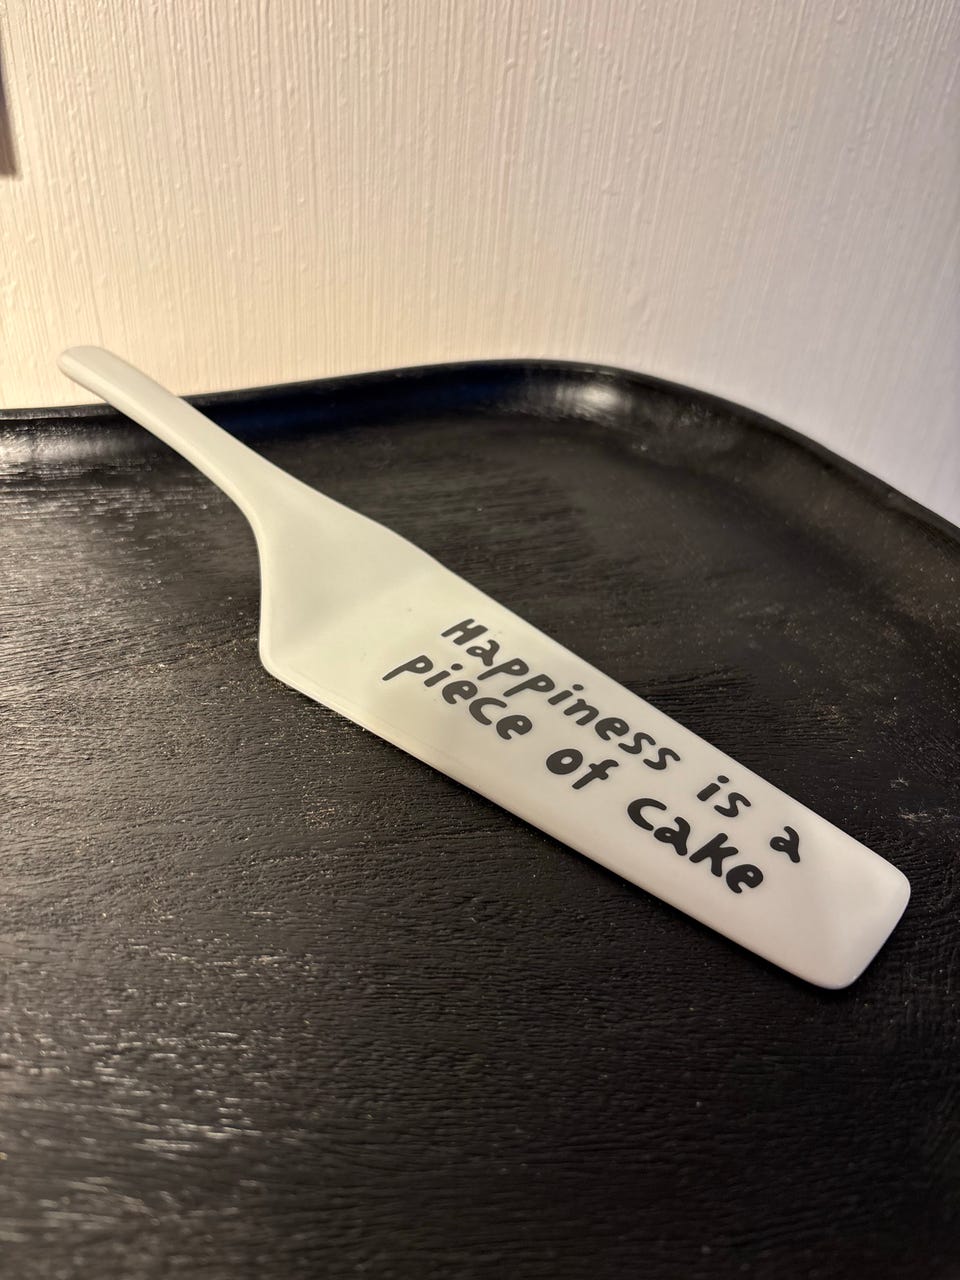 Happiness is a
piece of cake